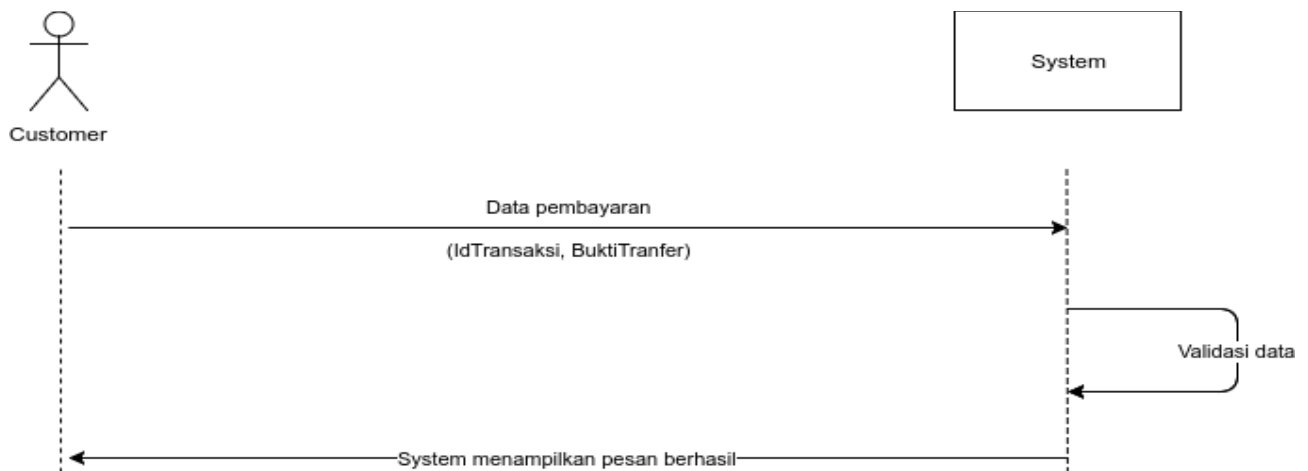 System
Customer
Data pembayaran
(IdTransaksi, BuktiTranfer)
Validasi data
System menampilkan pesan berhasil